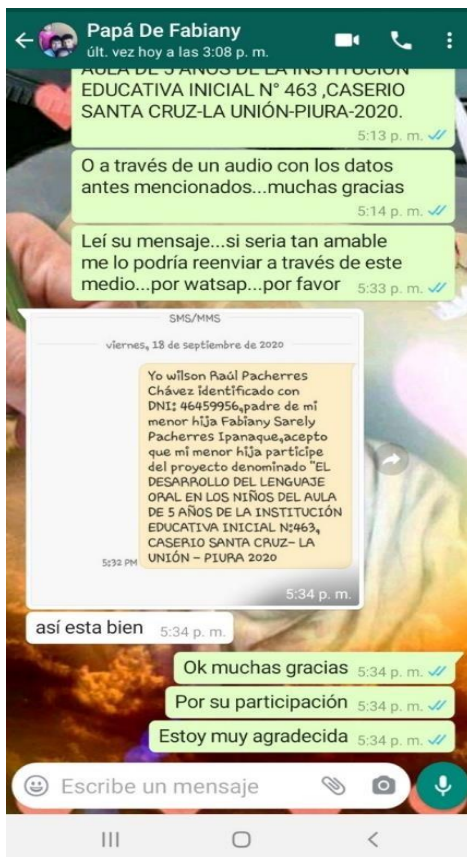 Papá De Fabiany
últ. vez hoy a las 3:08 p. m.
AULA DE 5 AÑOS DE LA INSTITUCIÓN
EDUCATIVA INICIAL N° 463 ,CASERIO
SANTA CRUZ-LA UNIÓN-PIURA-2020.
5:13 p. m.
O a través de un audio con los datos
antes mencionados...muchas gracias
5:14 p. m.
Leí su mensaje...si seria tan amable
me lo podría reenviar a través de este
medio...por watsap...por favor 5:33 p. m.
SMS/MMS
viernes, 18 de septiembre de 2020
Yo wilson Raúl Pacherres
Chávez identificado con
DNI: 46459956,padre de mi
menor hija Fabiany Sarely
Pacherres Ipanaque,acepto
que mi menor hija participe
del proyecto denominado "EL
DESARROLLO DEL LENGUAJE
ORAL EN LOS NIÑOS DEL AULA
DE 5 AÑOS DE LA INSTITUCIÓN
EDUCATIVA INICIAL N:463,
CASERIO SANTA CRUZ- LA
UNIÓN - PIURA 2020
5:32 PM
5:34 p. m.
así esta bien 5:34 p. m.
Ok muchas gracias 5:34 p. m.
Por su participación 5:34 p. m.
Estoy muy agradecida 5:34 p. m.
Escribe un mensaje